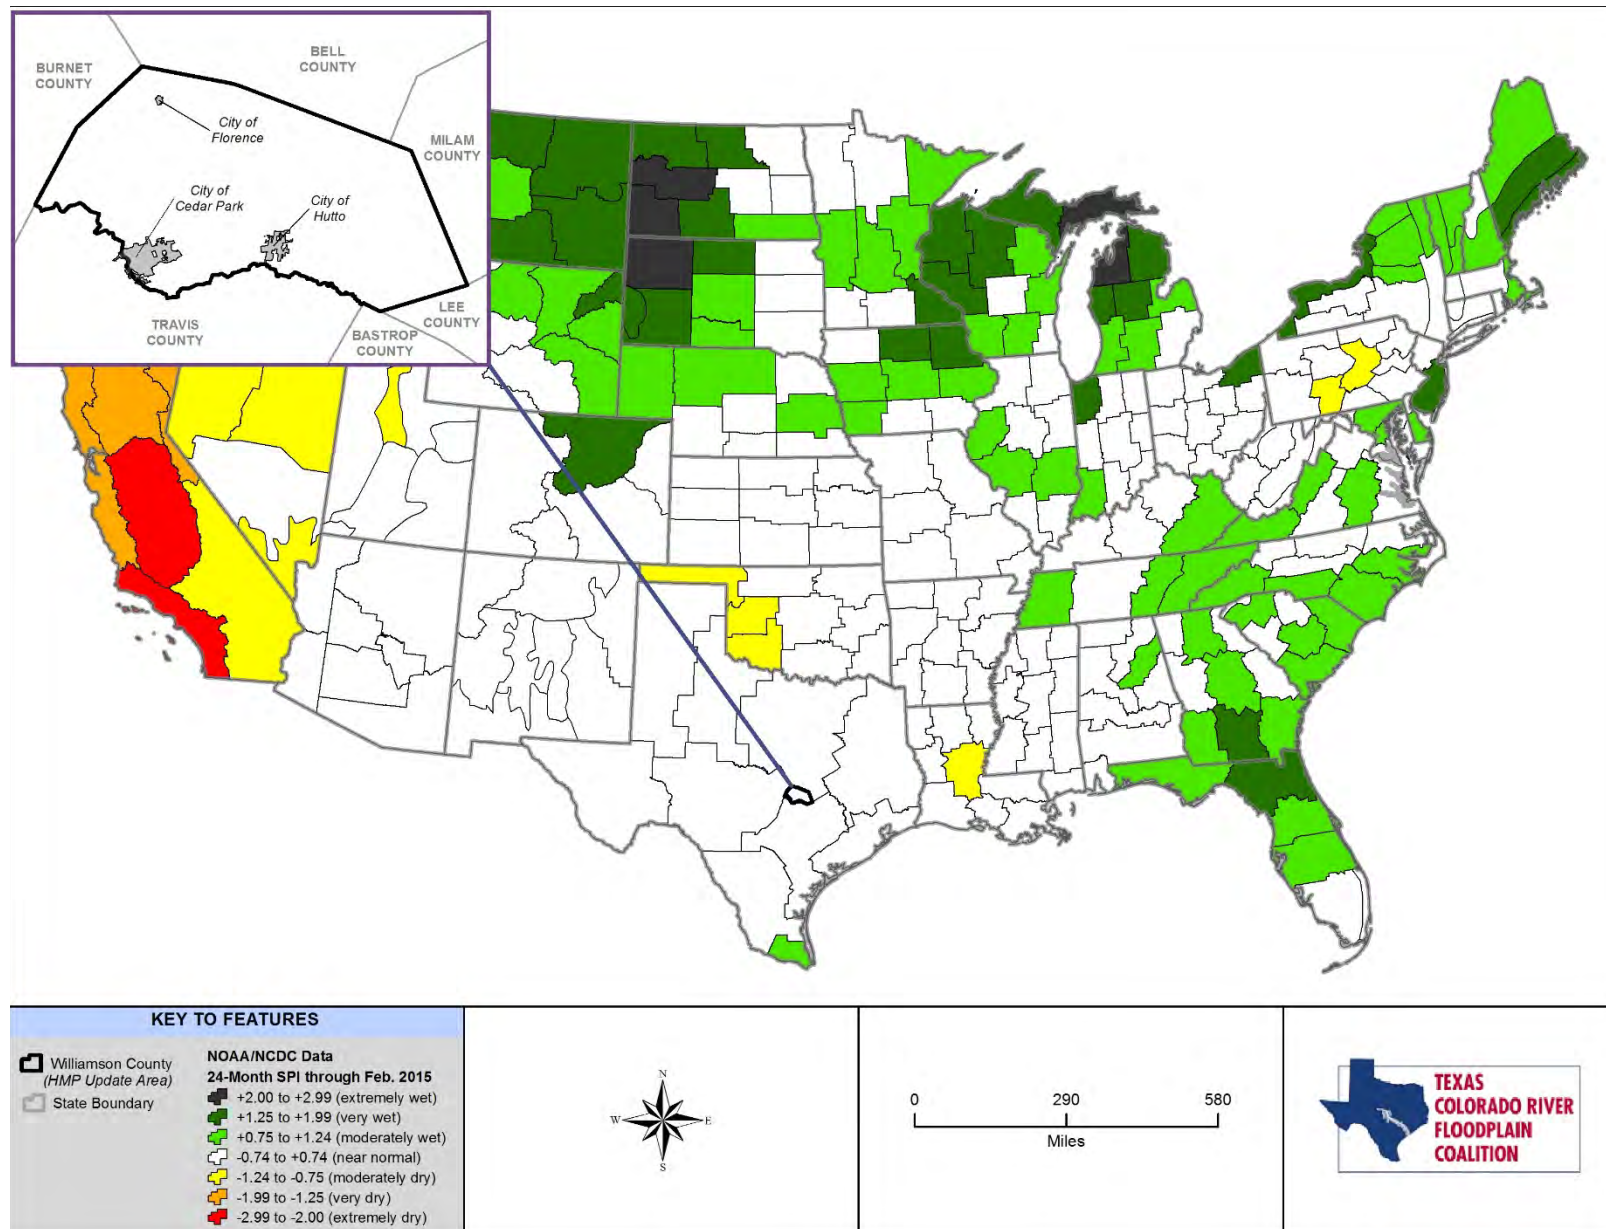 BELL
COUNTY
BURNET
COUNTY
City of
Florence
MILAM
COUNTY
City of
Cedar Park
City of
Hutto
LEE
COUNTY
TRAVIS
COUNTY
BASTROP
COUNTY
KEY TO FEATURES
Williamson County
(HMP Update Area)
State Boundary
NOAA/NCDC Data
24-Month SPI through Feb. 2015
+2.00 to +2.99 (extremely wet)
+1.25 to +1.99 (very wet)
+0.75 to +1.24 (moderately wet)
-0.74 to +0.74 (near normal)
-1.24 to -0.75 (moderately dry)
-1.99 to -1.25 (very dry)
-2.99 to -2.00 (extremely dry)
N
W
E
S
0 290 580
Miles
TEXAS
COLORADO RIVER
FLOODPLAIN
COALITION